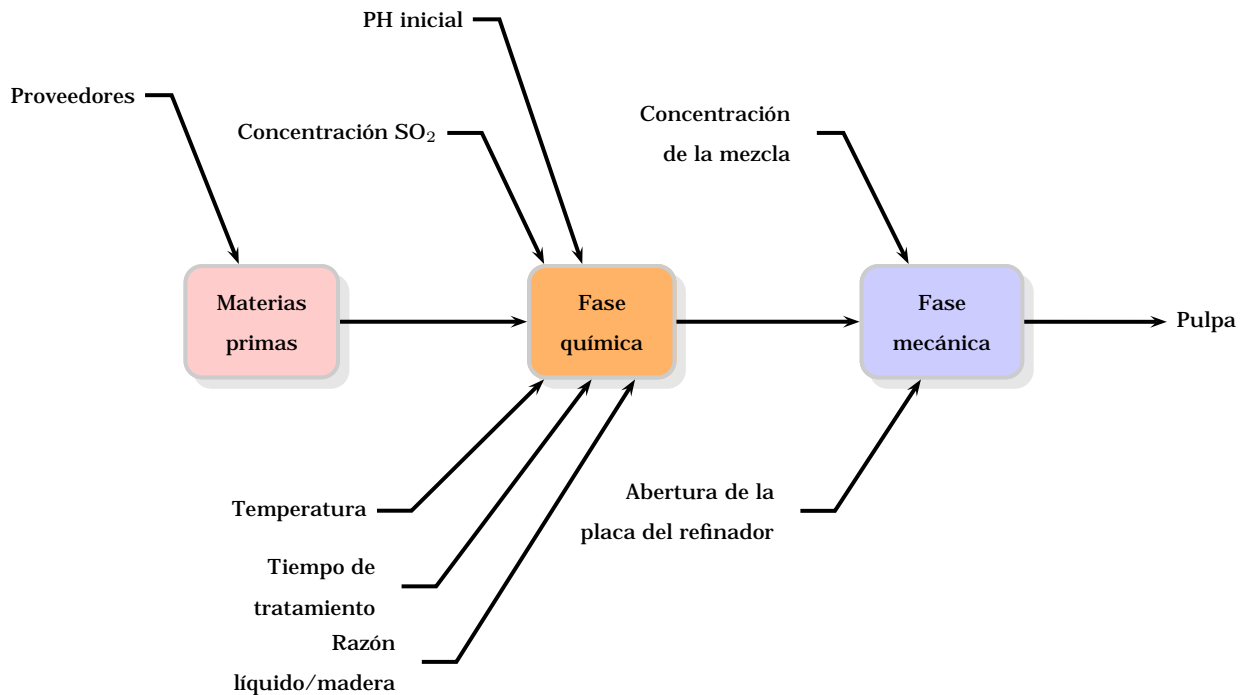 PH inicial
Proveedores
Concentración SO₂
Concentración
de la mezcla
Materias
primas
Fase
química
Fase
mecánica
Pulpa
Temperatura
Abertura de la
placa del refinador
Tiempo de
tratamiento
Razón
líquido/madera